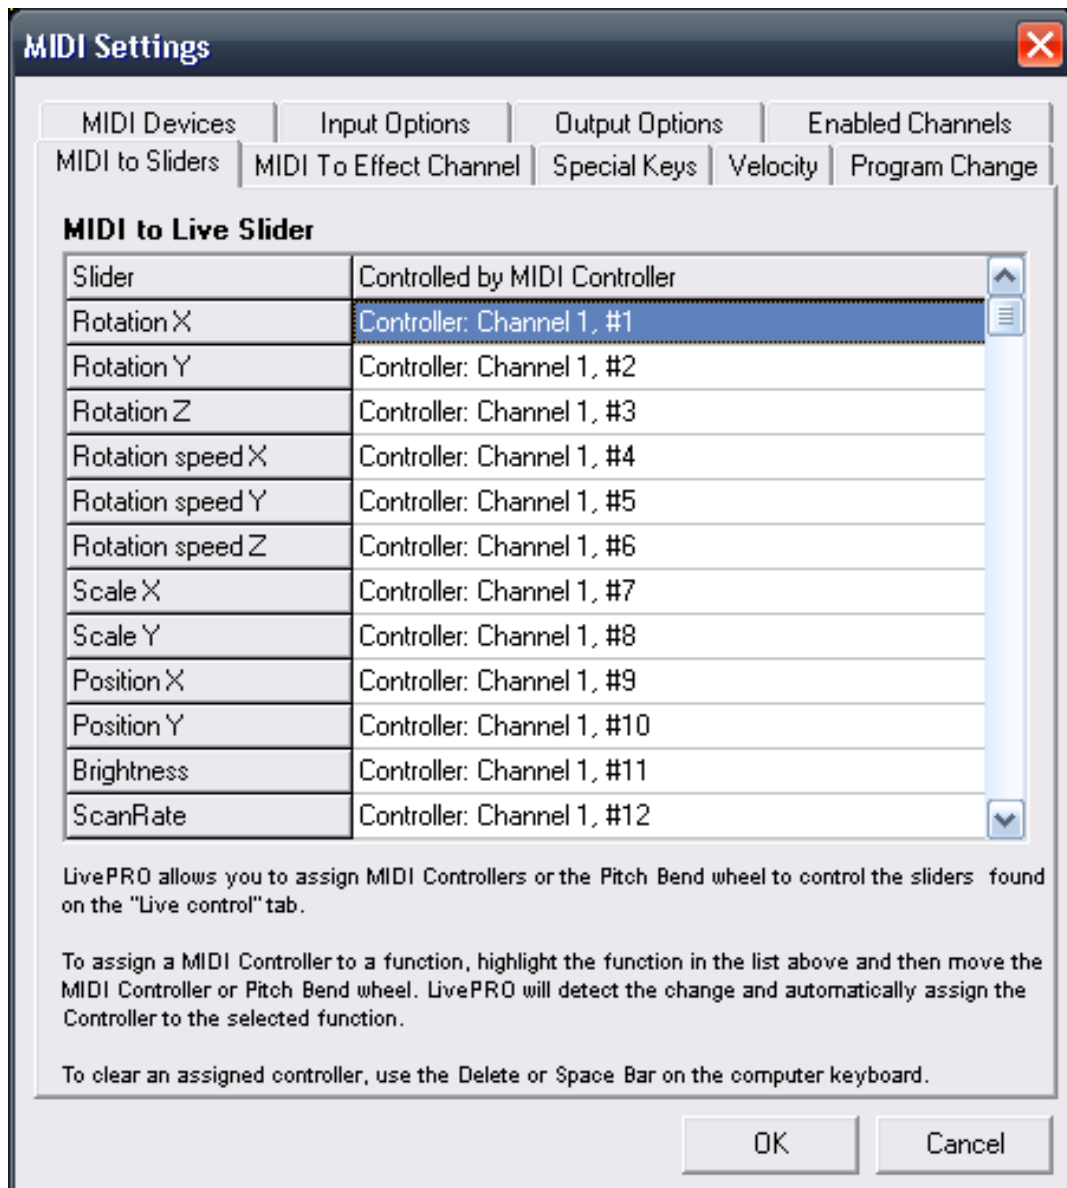 MIDI Settings
MIDI Devices Input Options Output Options Enabled Channels
MIDI to Sliders MIDI To Effect Channel Special Keys Velocity Program Change
MIDI to Live Slider
Slider Controlled by MIDI Controller
Rotation X Controller: Channel 1, #1
Rotation Y Controller: Channel 1, #2
Rotation Z Controller: Channel 1, #3
Rotation speed X Controller: Channel 1, #4
Rotation speed Y Controller: Channel 1, #5
Rotation speed Z Controller: Channel 1, #6
Scale X Controller: Channel 1, #7
Scale Y Controller: Channel 1, #8
Position X Controller: Channel 1, #9
Position Y Controller: Channel 1, #10
Brightness Controller: Channel 1, #11
ScanRate Controller: Channel 1, #12
LivePRO allows you to assign MIDI Controllers or the Pitch Bend wheel to control the sliders found
on the "Live control" tab.
To assign a MIDI Controller to a function, highlight the function in the list above and then move the
MIDI Controller or Pitch Bend wheel. LivePRO will detect the change and automatically assign the
Controller to the selected function.
To clear an assigned controller, use the Delete or Space Bar on the computer keyboard.
OK Cancel